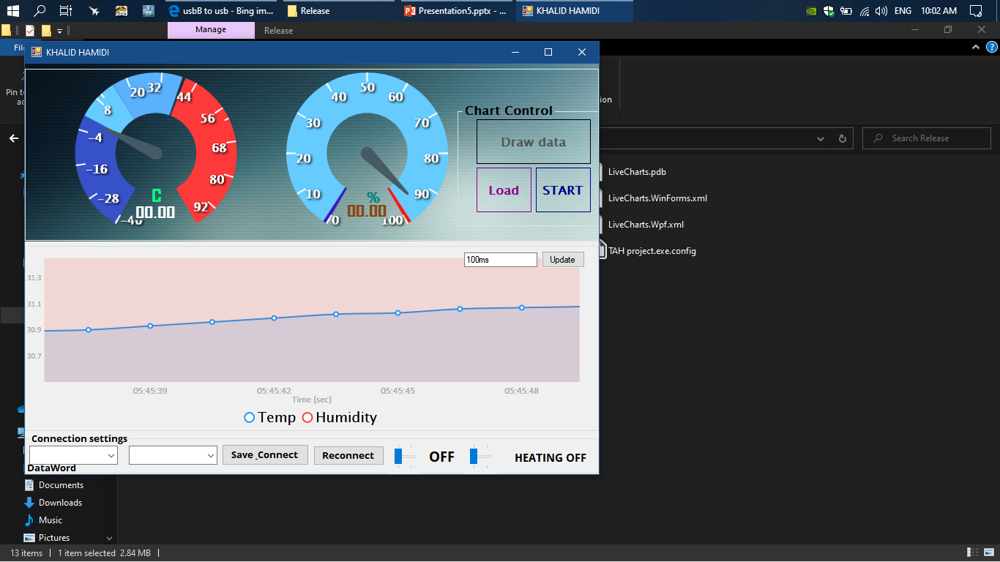 usbB to usb - Bing im...
Release
Presentation5.pptx - ...
KHALID HAMIDI
ENG
10:02 AM
Manage
Release
KHALID HAMIDI
Chart Control
Draw data
Load
START
−40
−28
−16
−4
8
20
32
44
56
68
80
92
C
00.00
0
10
20
30
40
50
60
70
80
90
100
%
00.00
Search Release
LiveCharts.pdb
LiveCharts.WinForms.xml
LiveCharts.Wpf.xml
TAH project.exe.config
100ms
Update
31.3
31.1
30.9
30.7
05:45:39
05:45:42
05:45:45
05:45:48
Time (sec)
Temp
Humidity
Connection settings
Save_Connect
Reconnect
OFF
HEATING OFF
DataWord
Documents
Downloads
Music
Pictures
13 items
1 item selected 2.84 MB